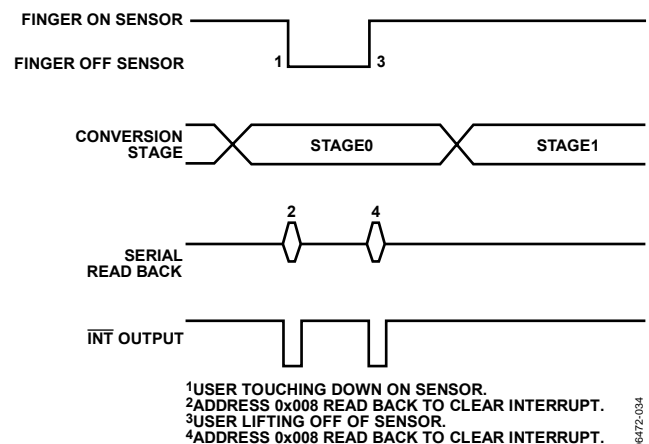 FINGER ON SENSOR
FINGER OFF SENSOR
1
3
CONVERSION
STAGE
STAGE0
STAGE1
2
4
SERIAL
READ BACK
INT OUTPUT
1USER TOUCHING DOWN ON SENSOR.
2ADDRESS 0x008 READ BACK TO CLEAR INTERRUPT.
3USER LIFTING OFF OF SENSOR.
4ADDRESS 0x008 READ BACK TO CLEAR INTERRUPT.
6472-034